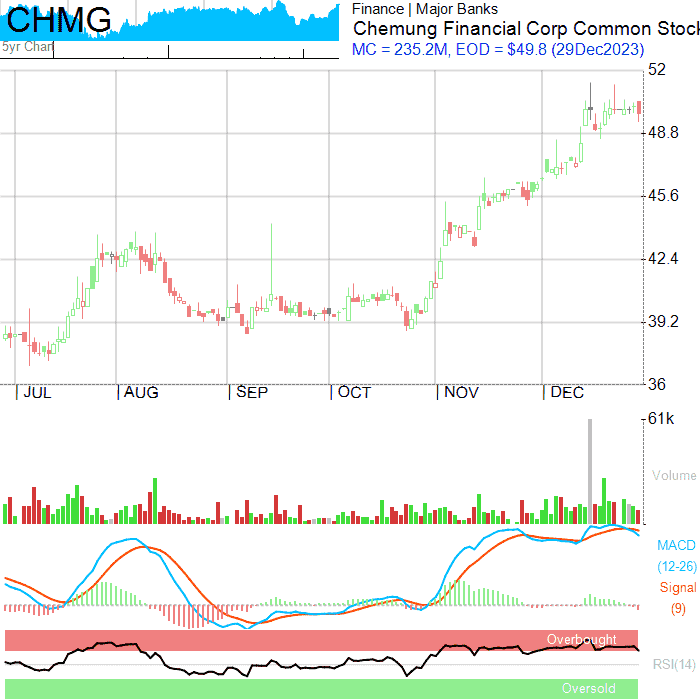 CHMG
5yr Chart
Finance | Major Banks
Chemung Financial Corp Common Stock
MC = 235.2M, EOD = $49.8 (29Dec2023)
52
48.8
45.6
42.4
39.2
36
JUL
AUG
SEP
OCT
NOV
DEC
61k
Volume
MACD
(12-26)
Signal
(9)
Overbought
RSI(14)
Oversold